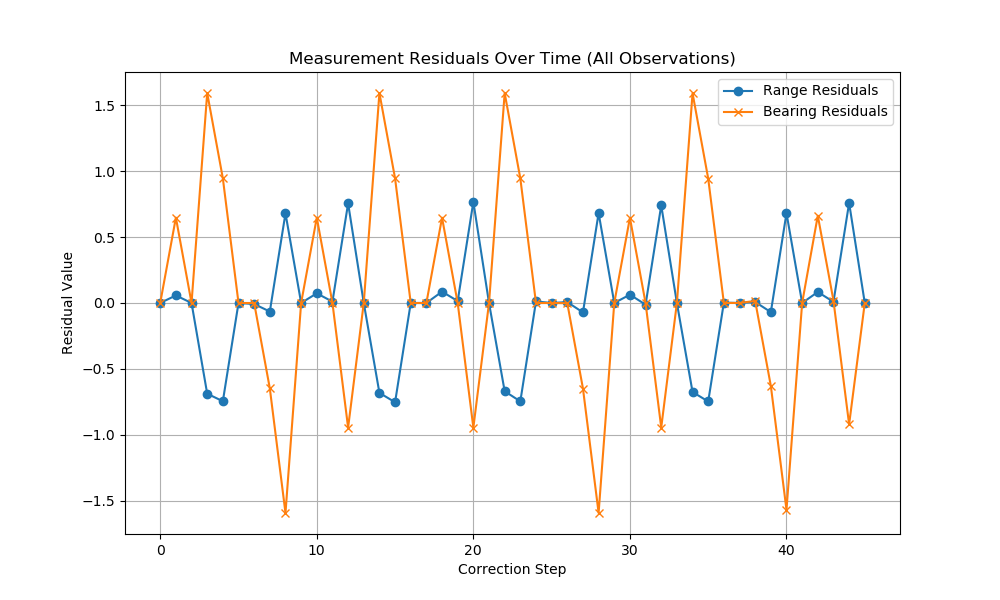 Measurement Residuals Over Time (All Observations)
Range Residuals
Bearing Residuals
Residual Value
1.5
1.0
0.5
0.0
−0.5
−1.0
−1.5
0 10 20 30 40
Correction Step